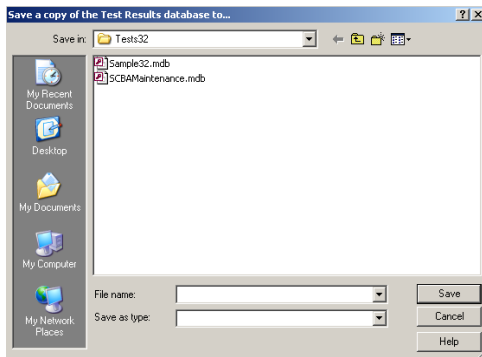 Save a copy of the Test Results database to...
Save in:
Tests32
Sample32.mdb
SCBAMaintenance.mdb
My Recent
Documents
Desktop
My Documents
My Computer
My Network
Places
File name:
Save
Save as type:
Cancel
Help